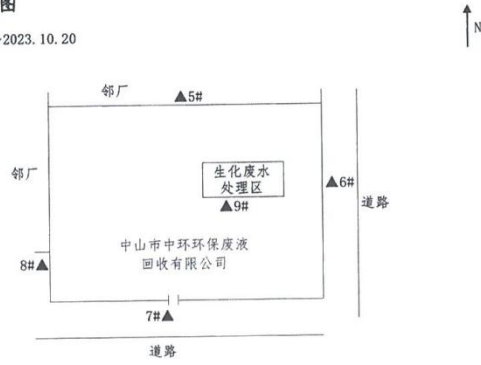 图
2023.10.20
N
邻厂
▲5#
邻厂
生化废水
处理区
▲9#
▲6#
道路
中山市中环环保废液
回收有限公司
8#▲
7#▲
道路